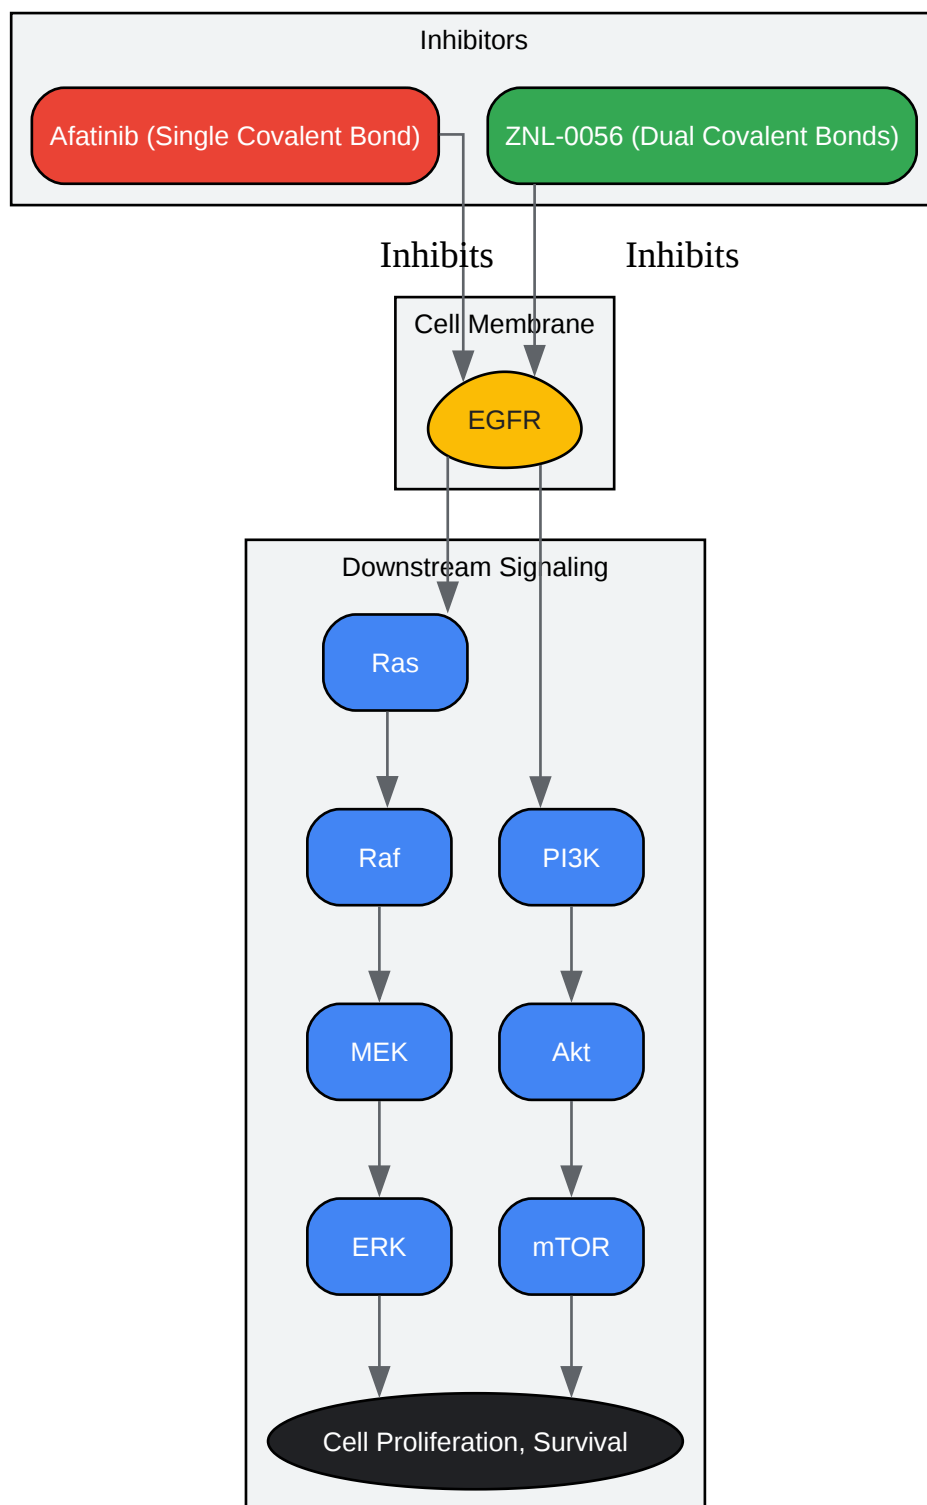 Inhibitors
Afatinib (Single Covalent Bond)
ZNL-0056 (Dual Covalent Bonds)
Inhibits
Inhibits
Cell Membrane
EGFR
Downstream Signaling
Ras
Raf
PI3K
MEK
Akt
ERK
mTOR
Cell Proliferation, Survival